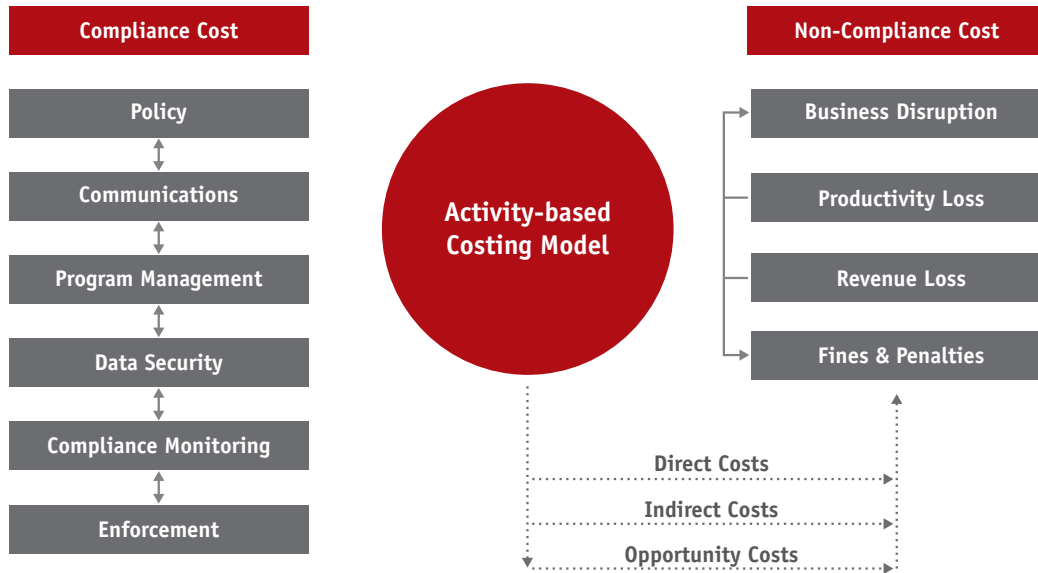 Compliance Cost
Policy
Communications
Program Management
Data Security
Compliance Monitoring
Enforcement
Activity-based
Costing Model
Non-Compliance Cost
Business Disruption
Productivity Loss
Revenue Loss
Fines & Penalties
Direct Costs
Indirect Costs
Opportunity Costs